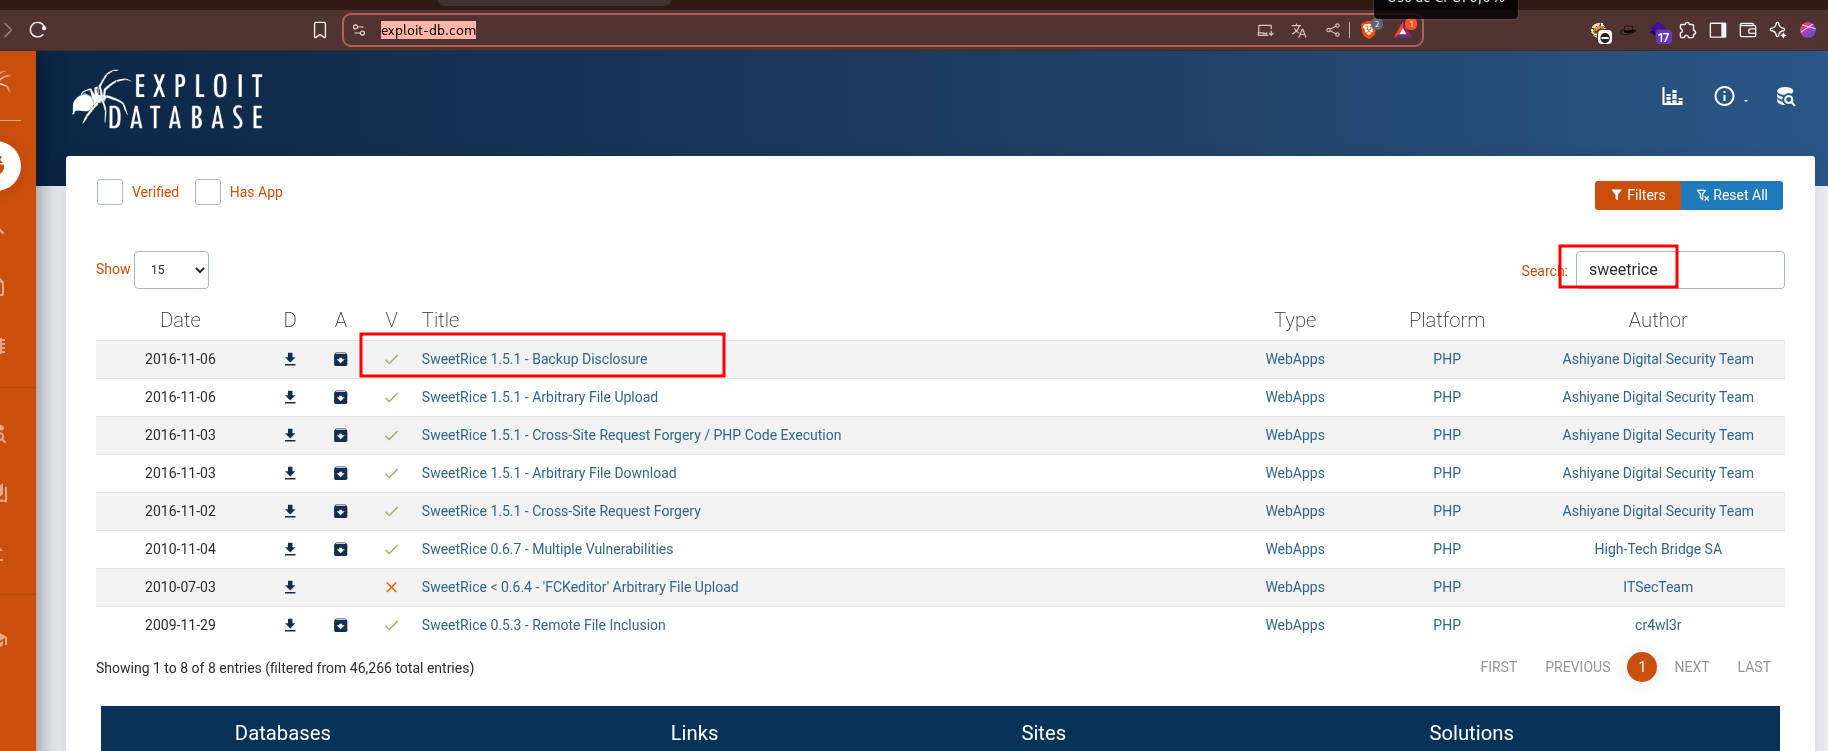 exploit-db.com
2
1
17
EXPLOIT
DATABASE
Verified Has App
Filters Reset All
Show 15
Search: sweetrice
Date D A V Title Type Platform Author
2016-11-06 SweetRice 1.5.1 - Backup Disclosure WebApps PHP Ashiyane Digital Security Team
2016-11-06 SweetRice 1.5.1 - Arbitrary File Upload WebApps PHP Ashiyane Digital Security Team
2016-11-03 SweetRice 1.5.1 - Cross-Site Request Forgery / PHP Code Execution WebApps PHP Ashiyane Digital Security Team
2016-11-03 SweetRice 1.5.1 - Arbitrary File Download WebApps PHP Ashiyane Digital Security Team
2016-11-02 SweetRice 1.5.1 - Cross-Site Request Forgery WebApps PHP Ashiyane Digital Security Team
2010-11-04 SweetRice 0.6.7 - Multiple Vulnerabilities WebApps PHP High-Tech Bridge SA
2010-07-03 SweetRice < 0.6.4 - 'FCKeditor' Arbitrary File Upload WebApps PHP ITSecTeam
2009-11-29 SweetRice 0.5.3 - Remote File Inclusion WebApps PHP cr4wl3r
Showing 1 to 8 of 8 entries (filtered from 46,266 total entries)
FIRST PREVIOUS 1 NEXT LAST
Databases Links Sites Solutions